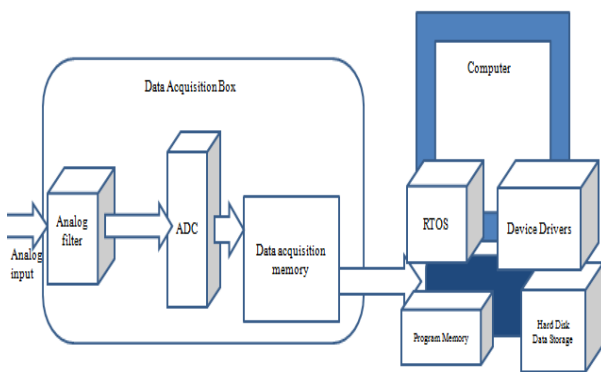 Data Acquisition Box
Computer
Analog
filter
ADC
Data acquisition
memory
Analog
input
RTOS
Device Drivers
Program Memory
Hard Disk
Data Storage